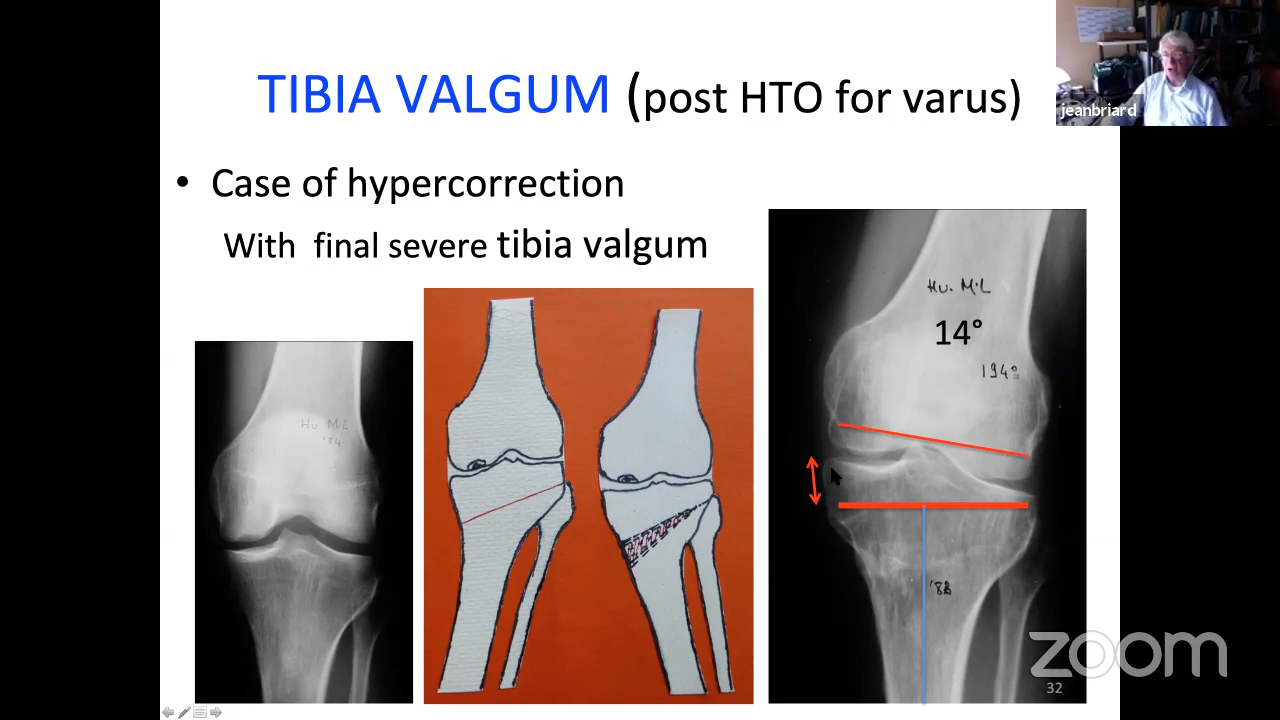 TIBIA VALGUM (post HTO for varus)
jeanbriard
• Case of hypercorrection
With final severe tibia valgum
Hu M.L
'84
Hu. M.L
14°
194°
'88
zoom
32